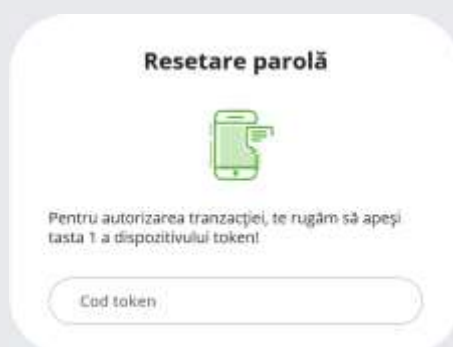 Resetare parolă
Pentru autorizarea tranzacției, te rugăm să apeși
tasta 1 a dispozitivului token!
Cod token